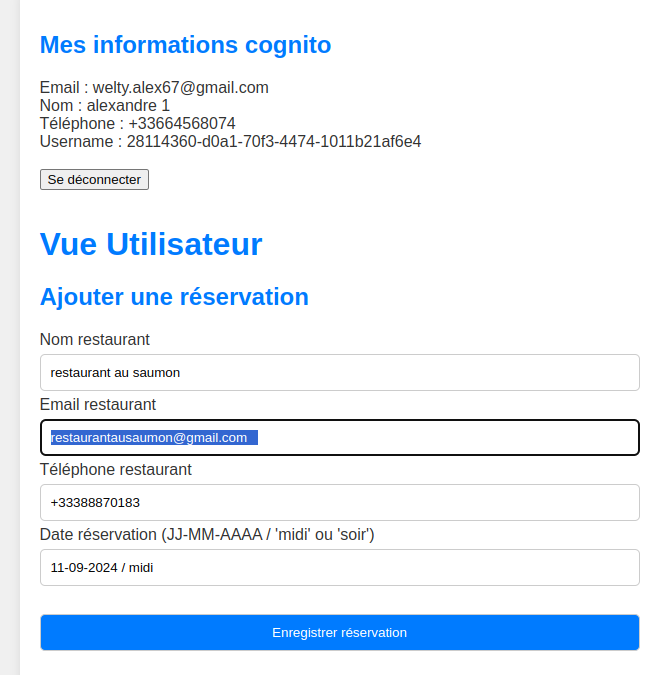 Mes informations cognito
Email : welty.alex67@gmail.com
Nom : alexandre 1
Téléphone : +33664568074
Username : 28114360-d0a1-70f3-4474-1011b21af6e4
Se déconnecter
Vue Utilisateur
Ajouter une réservation
Nom restaurant
restaurant au saumon
Email restaurant
restaurantausaumon@gmail.com
Téléphone restaurant
+33388870183
Date réservation (JJ-MM-AAAA / 'midi' ou 'soir')
11-09-2024 / midi
Enregistrer réservation